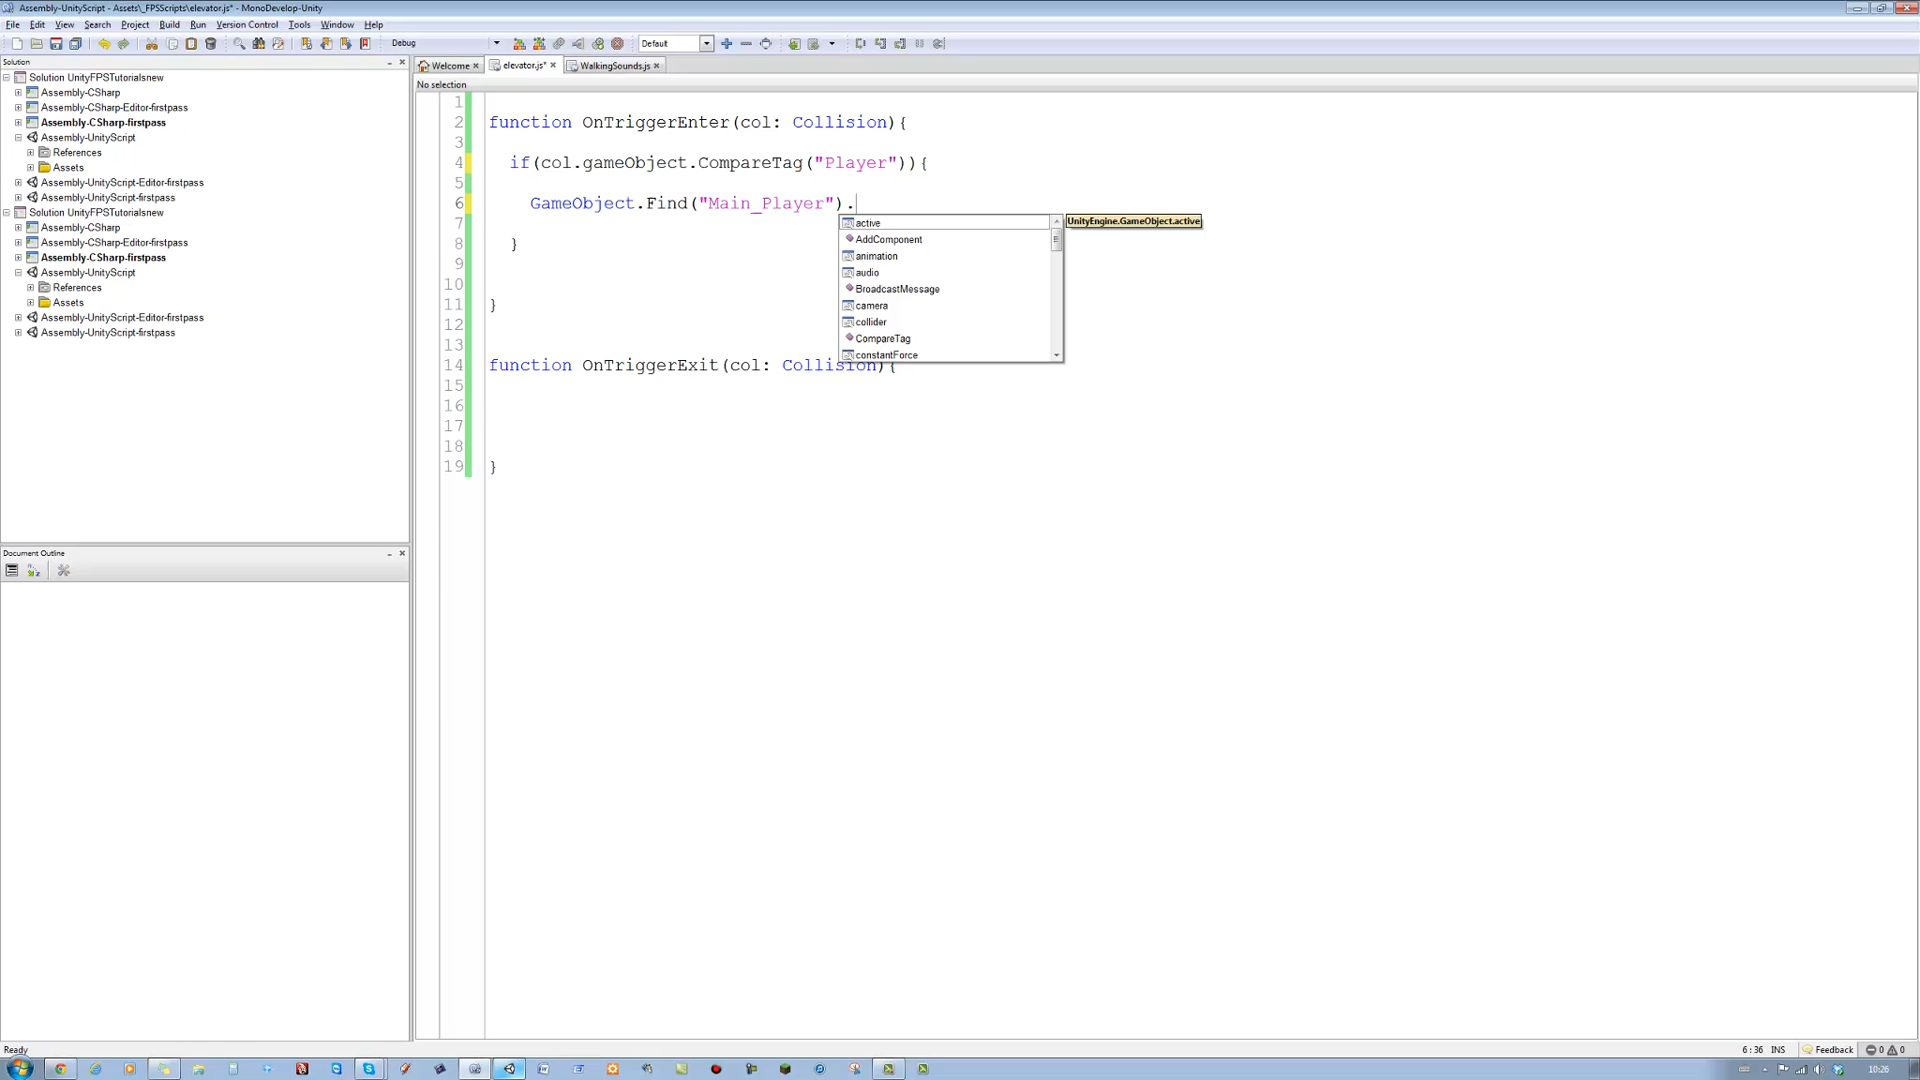 Assembly-UnityScript - Assets\_FPSScripts\elevator.js* - MonoDevelop-Unity
File Edit View Search Project Build Run Version Control Tools Window Help
Debug Default
Solution
Solution UnityFPSTutorialsnew
Assembly-CSharp
Assembly-CSharp-Editor-firstpass
Assembly-CSharp-firstpass
Assembly-UnityScript
References
Assets
Assembly-UnityScript-Editor-firstpass
Assembly-UnityScript-firstpass
Solution UnityFPSTutorialsnew
Assembly-CSharp
Assembly-CSharp-Editor-firstpass
Assembly-CSharp-firstpass
Assembly-UnityScript
References
Assets
Assembly-UnityScript-Editor-firstpass
Assembly-UnityScript-firstpass
Document Outline
Welcome elevator.js* WalkingSounds.js
No selection
1
2 function OnTriggerEnter(col: Collision){
3
4 if(col.gameObject.CompareTag("Player")){
5
6 GameObject.Find("Main_Player").
7
8 }
9
10
11 }
12
13
14 function OnTriggerExit(col: Collision){
15
16
17
18
19 }
active
AddComponent
animation
audio
BroadcastMessage
camera
collider
CompareTag
constantForce
UnityEngine.GameObject.active
Ready 6 : 36 INS Feedback 0 0
10:26